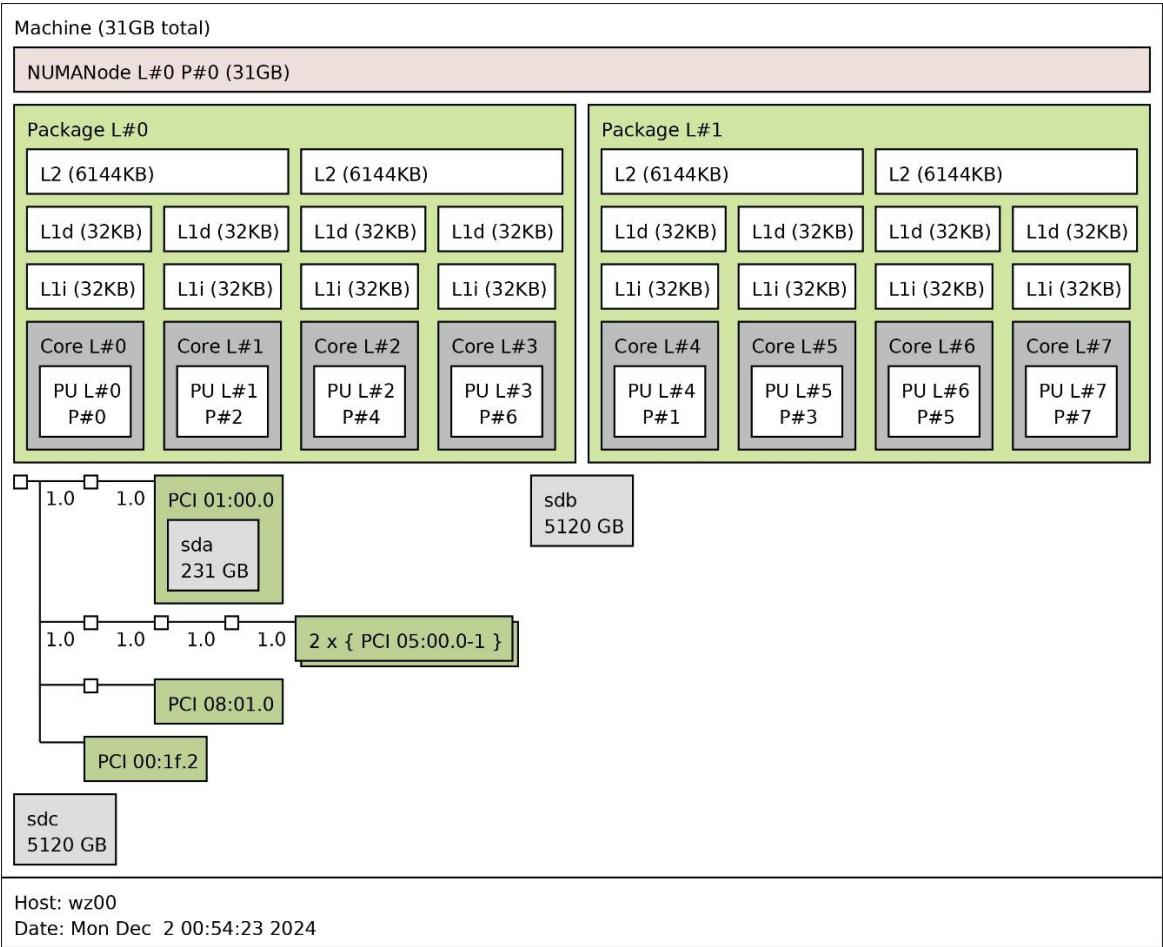 Machine (31GB total)
NUMANode L#0 P#0 (31GB)
Package L#0
L2 (6144KB)
L2 (6144KB)
L1d (32KB)
L1d (32KB)
L1d (32KB)
L1d (32KB)
L1i (32KB)
L1i (32KB)
L1i (32KB)
L1i (32KB)
Core L#0
PU L#0
P#0
Core L#1
PU L#1
P#2
Core L#2
PU L#2
P#4
Core L#3
PU L#3
P#6
Package L#1
L2 (6144KB)
L2 (6144KB)
L1d (32KB)
L1d (32KB)
L1d (32KB)
L1d (32KB)
L1i (32KB)
L1i (32KB)
L1i (32KB)
L1i (32KB)
Core L#4
PU L#4
P#1
Core L#5
PU L#5
P#3
Core L#6
PU L#6
P#5
Core L#7
PU L#7
P#7
1.0
1.0
PCI 01:00.0
sda
231 GB
sdb
5120 GB
1.0
1.0
1.0
1.0
2 x { PCI 05:00.0-1 }
PCI 08:01.0
PCI 00:1f.2
sdc
5120 GB
Host: wz00
Date: Mon Dec  2 00:54:23 2024